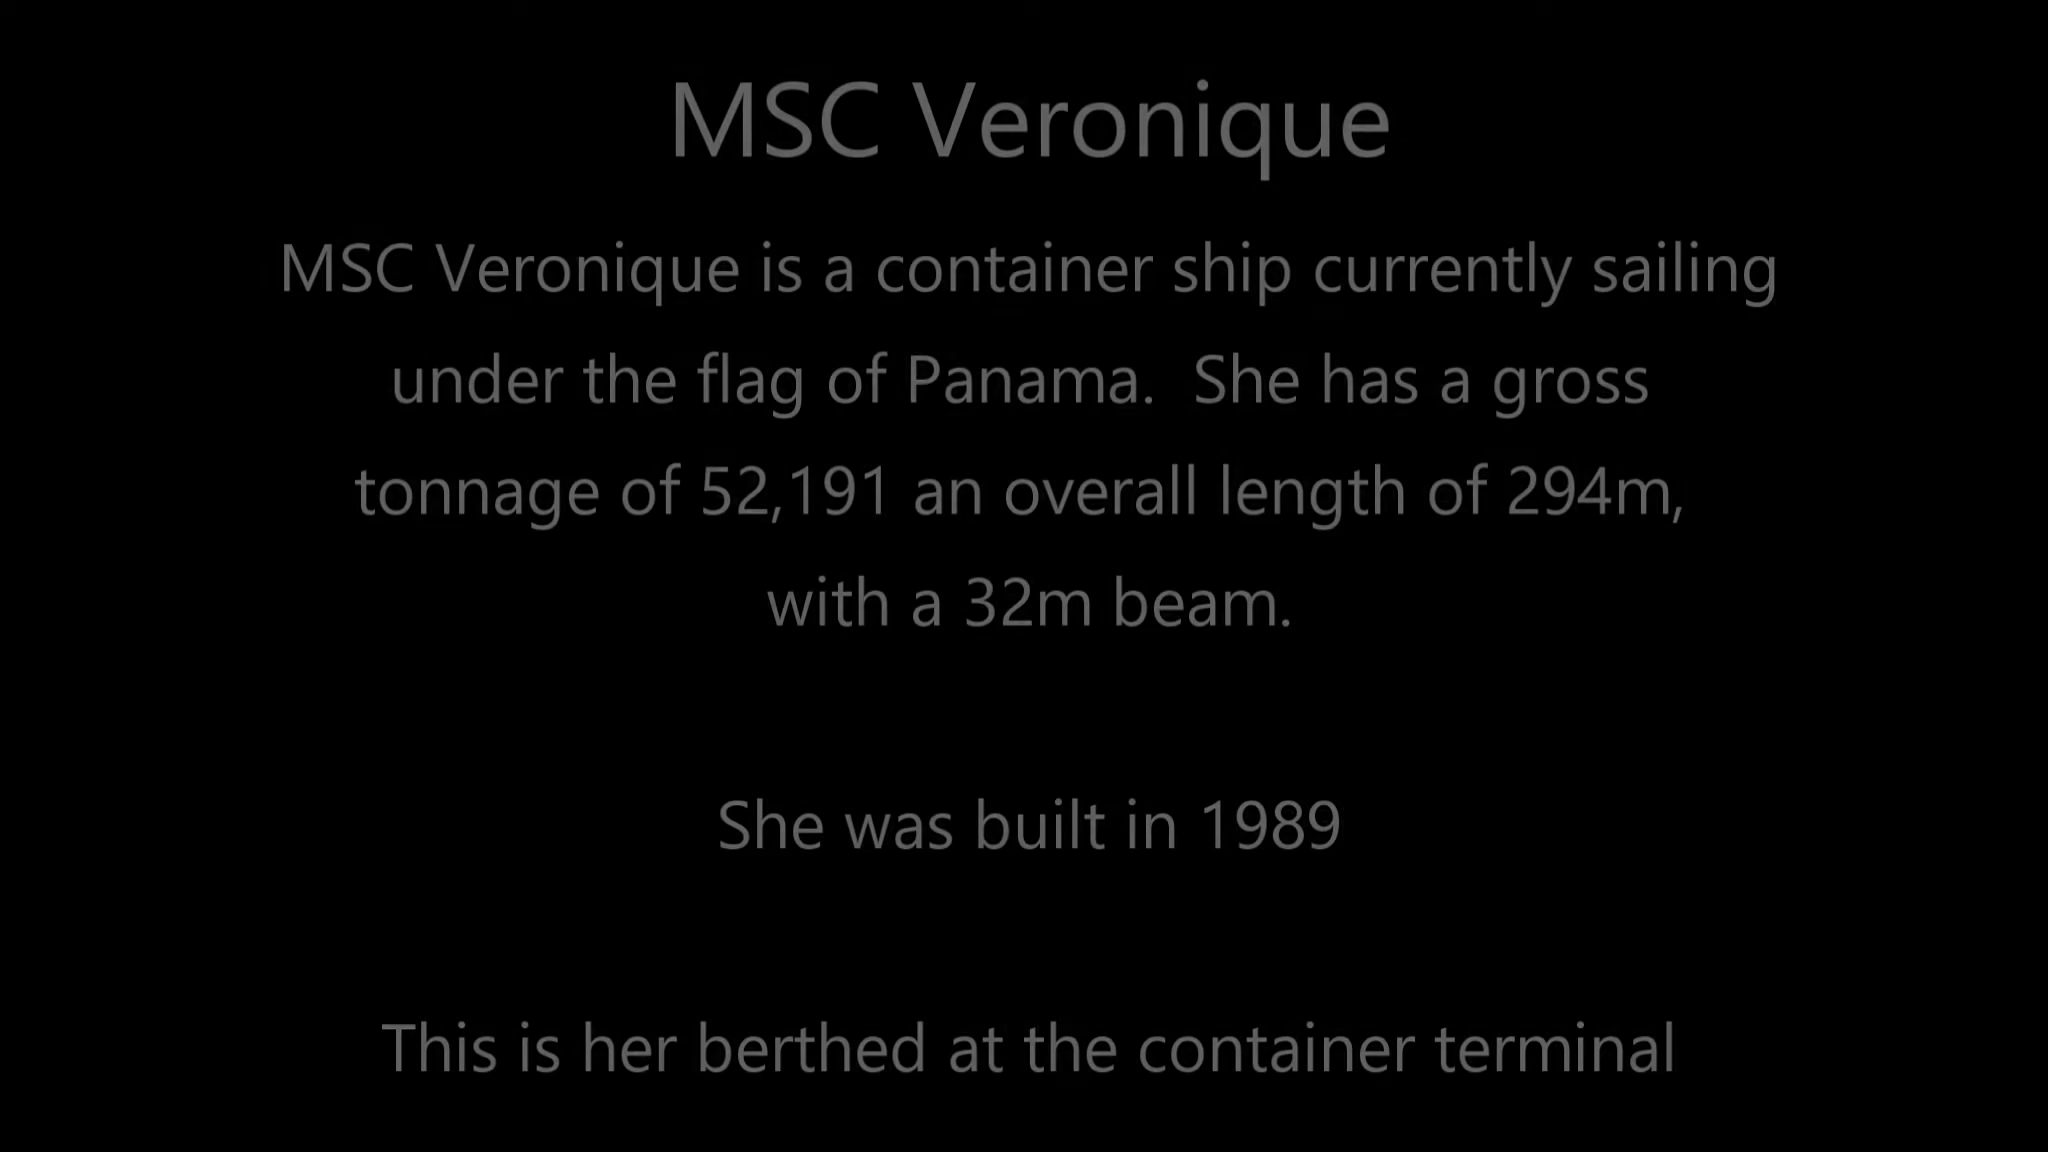 MSC Veronique
MSC Veronique is a container ship currently sailing
under the flag of Panama.  She has a gross
tonnage of 52,191 an overall length of 294m,
with a 32m beam.
She was built in 1989
This is her berthed at the container terminal